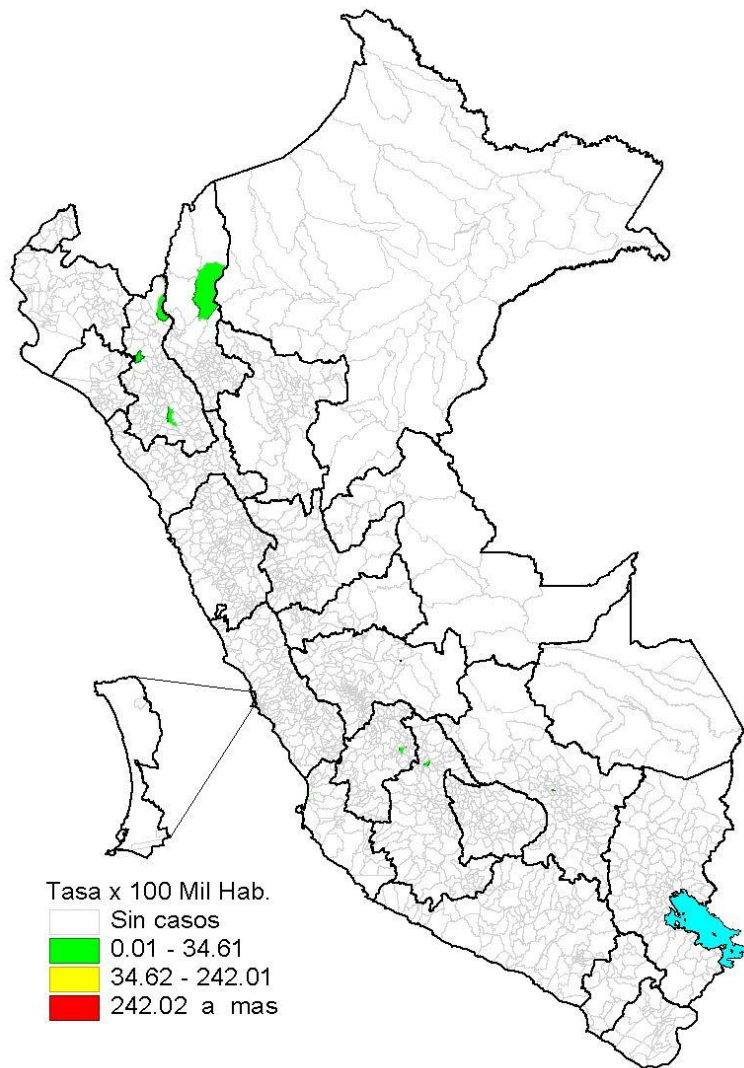 Tasa x 100 Mil Hab.
Sin casos
0.01 - 34.61
34.62 - 242.01
242.02 a mas